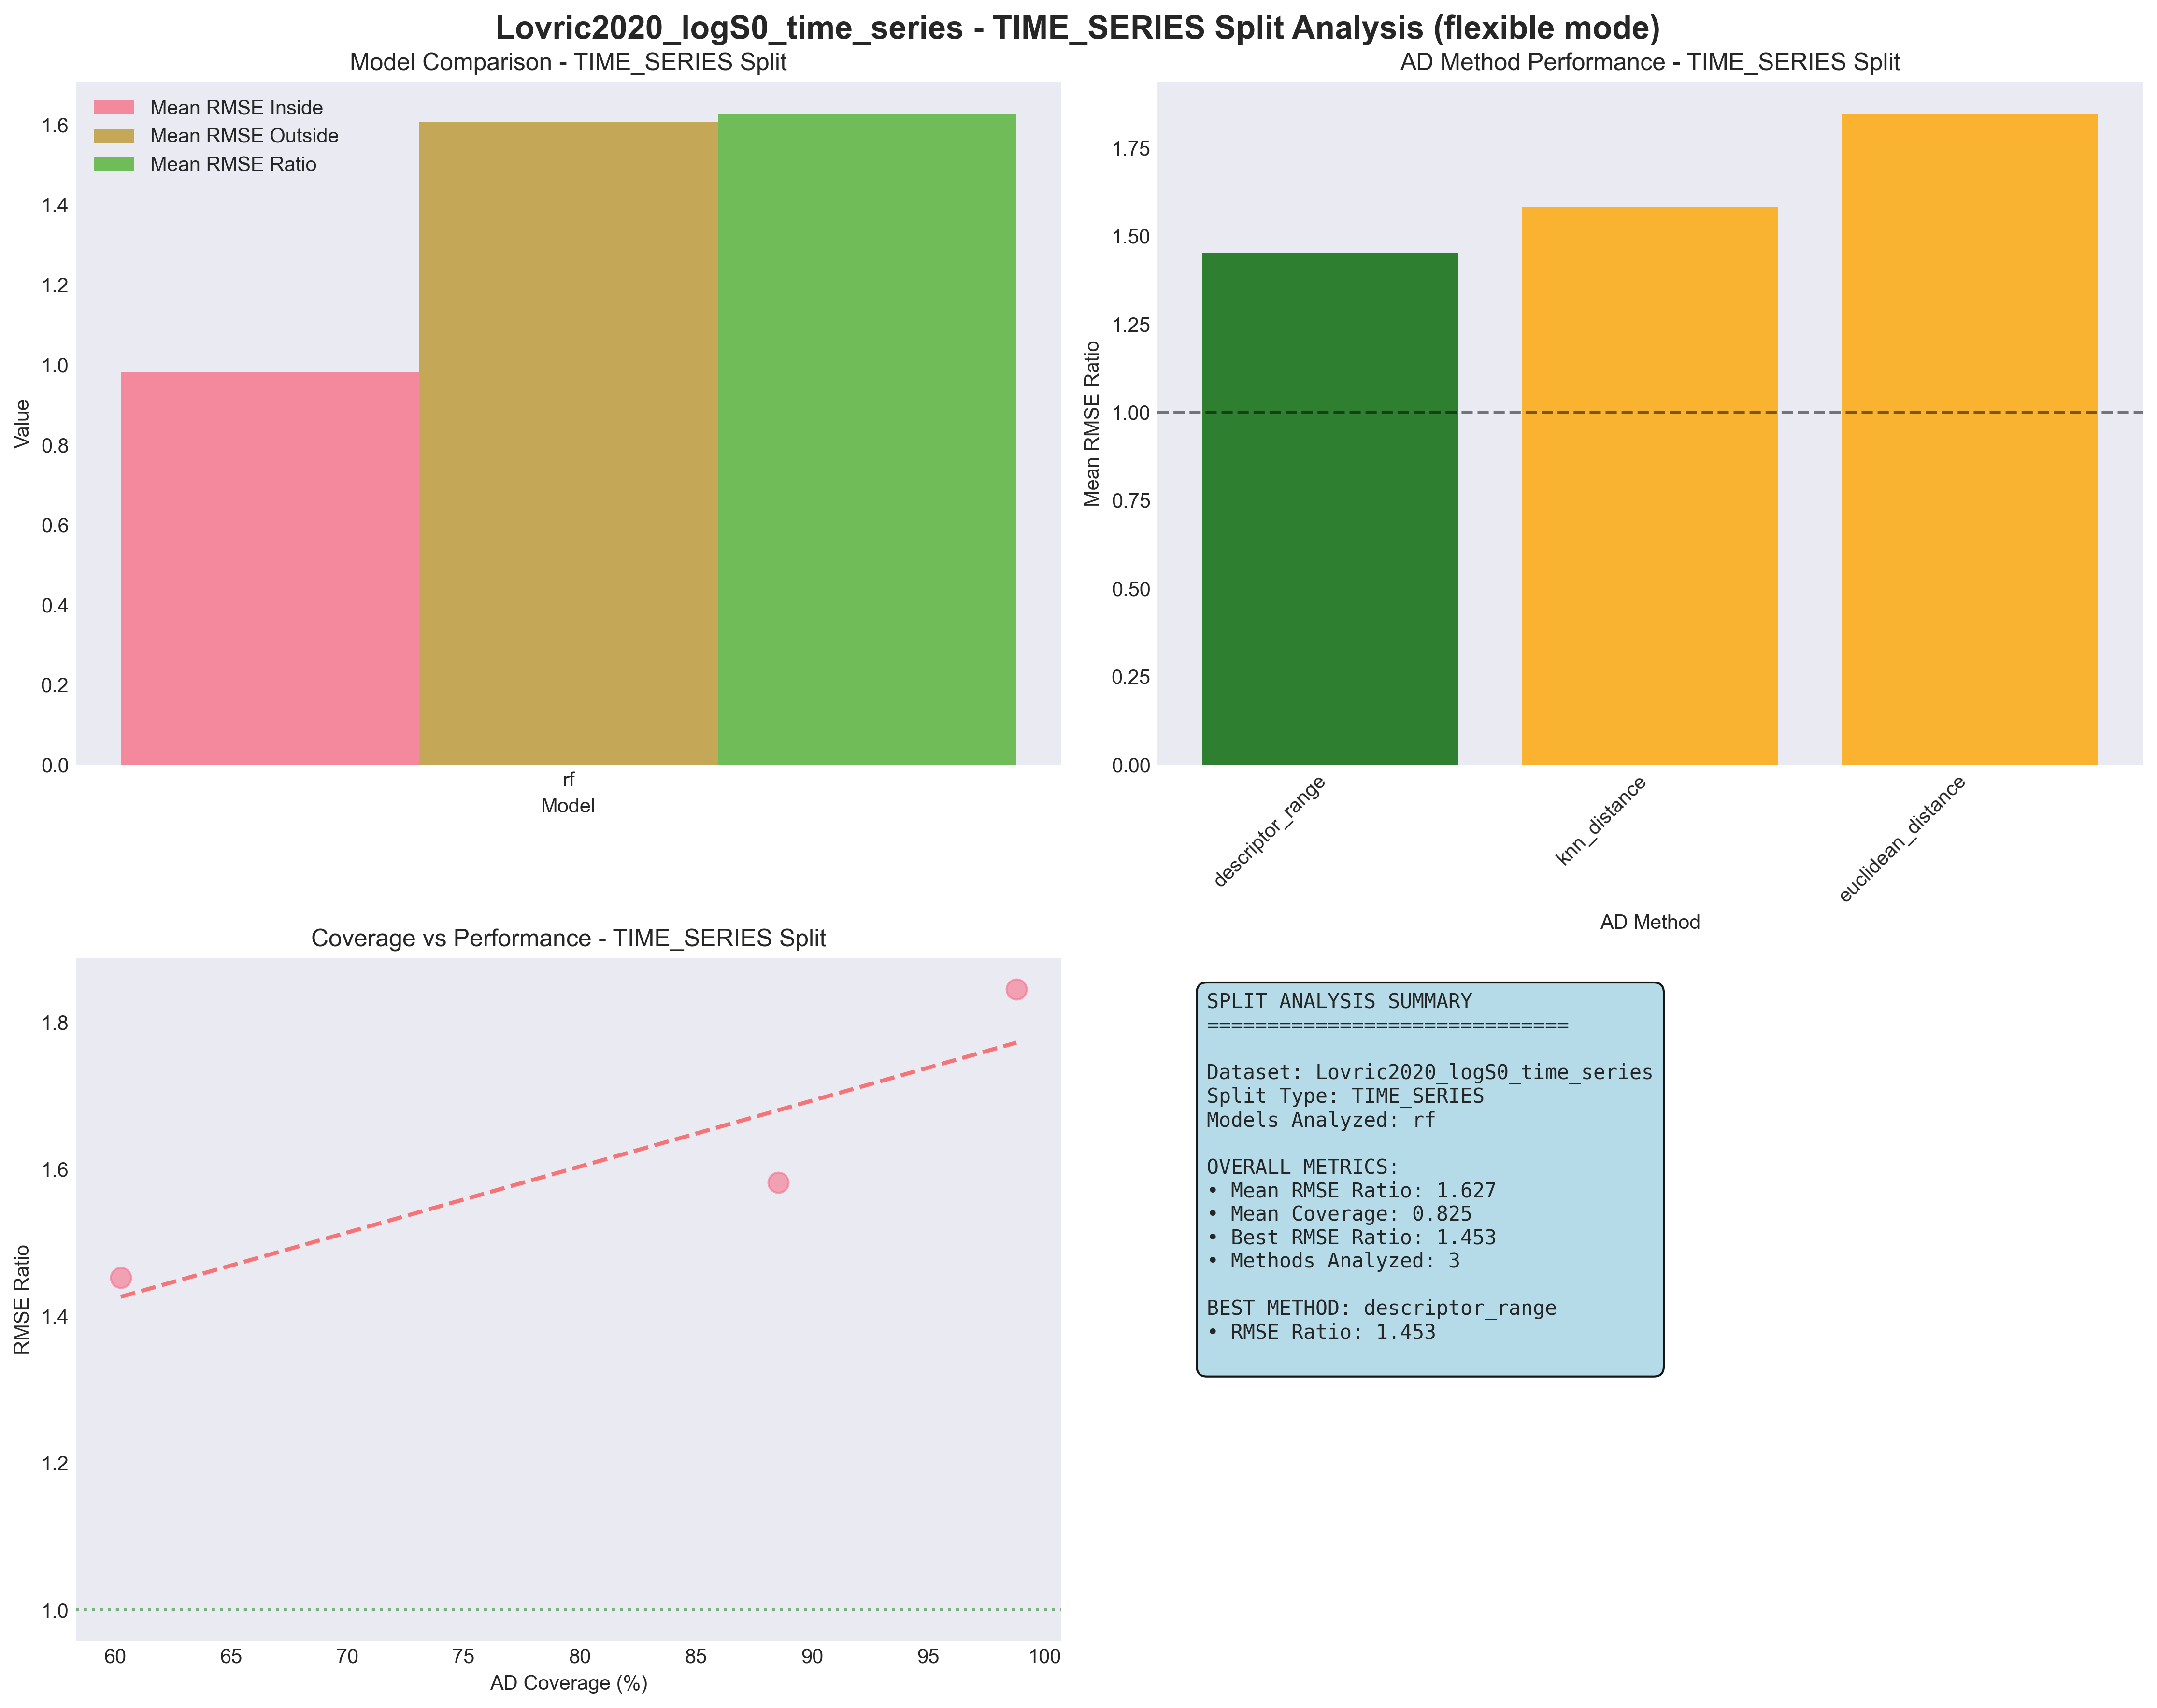 Lovric2020_logS0_time_series - TIME_SERIES Split Analysis (flexible mode)
Model Comparison - TIME_SERIES Split
Mean RMSE Inside
Mean RMSE Outside
Mean RMSE Ratio
1.6
1.4
1.2
1.0
0.8
0.6
0.4
0.2
0.0
Value
rf
Model
AD Method Performance - TIME_SERIES Split
1.75
1.50
1.25
1.00
0.75
0.50
0.25
0.00
Mean RMSE Ratio
descriptor_range
knn_distance
euclidean_distance
AD Method
Coverage vs Performance - TIME_SERIES Split
1.8
1.6
1.4
1.2
1.0
RMSE Ratio
60 65 70 75 80 85 90 95 100
AD Coverage (%)
SPLIT ANALYSIS SUMMARY
==============================
Dataset: Lovric2020_logS0_time_series
Split Type: TIME_SERIES
Models Analyzed: rf
OVERALL METRICS:
• Mean RMSE Ratio: 1.627
• Mean Coverage: 0.825
• Best RMSE Ratio: 1.453
• Methods Analyzed: 3
BEST METHOD: descriptor_range
• RMSE Ratio: 1.453